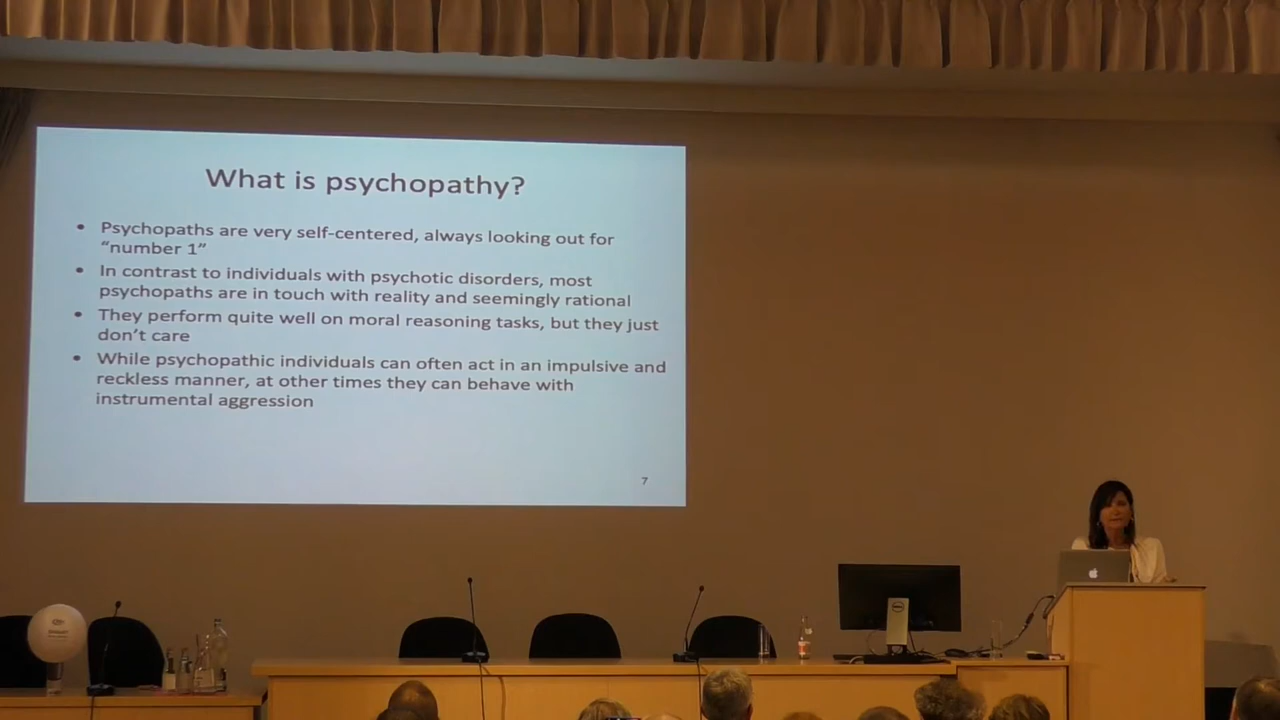 What is psychopathy?
• Psychopaths are very self-centered, always looking out for
“number 1”
• In contrast to individuals with psychotic disorders, most
psychopaths are in touch with reality and seemingly rational
• They perform quite well on moral reasoning tasks, but they just
don’t care
• While psychopathic individuals can often act in an impulsive and
reckless manner, at other times they can behave with
instrumental aggression
7
DELL